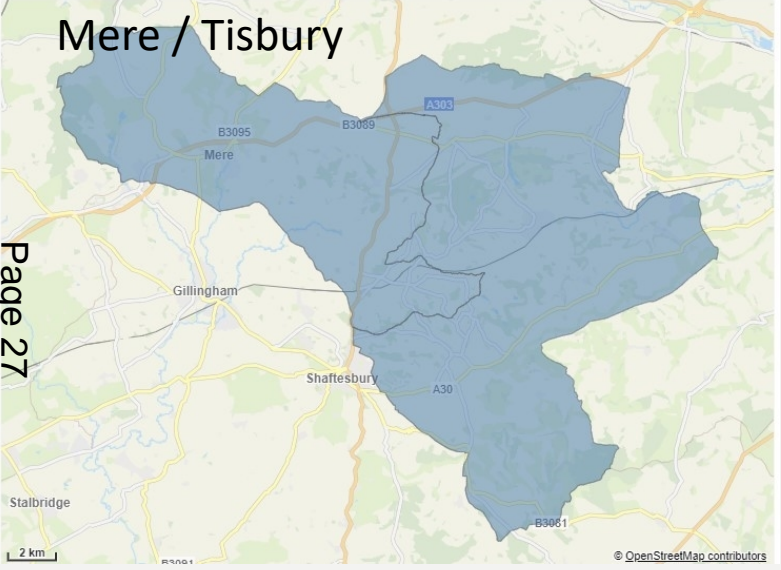 Mere / Tisbury
A303
B3089
B3095
Mere
Page 27
Gillingham
Shaftesbury
A30
Stalbridge
B3081
2 km
B3091
© OpenStreetMap contributors